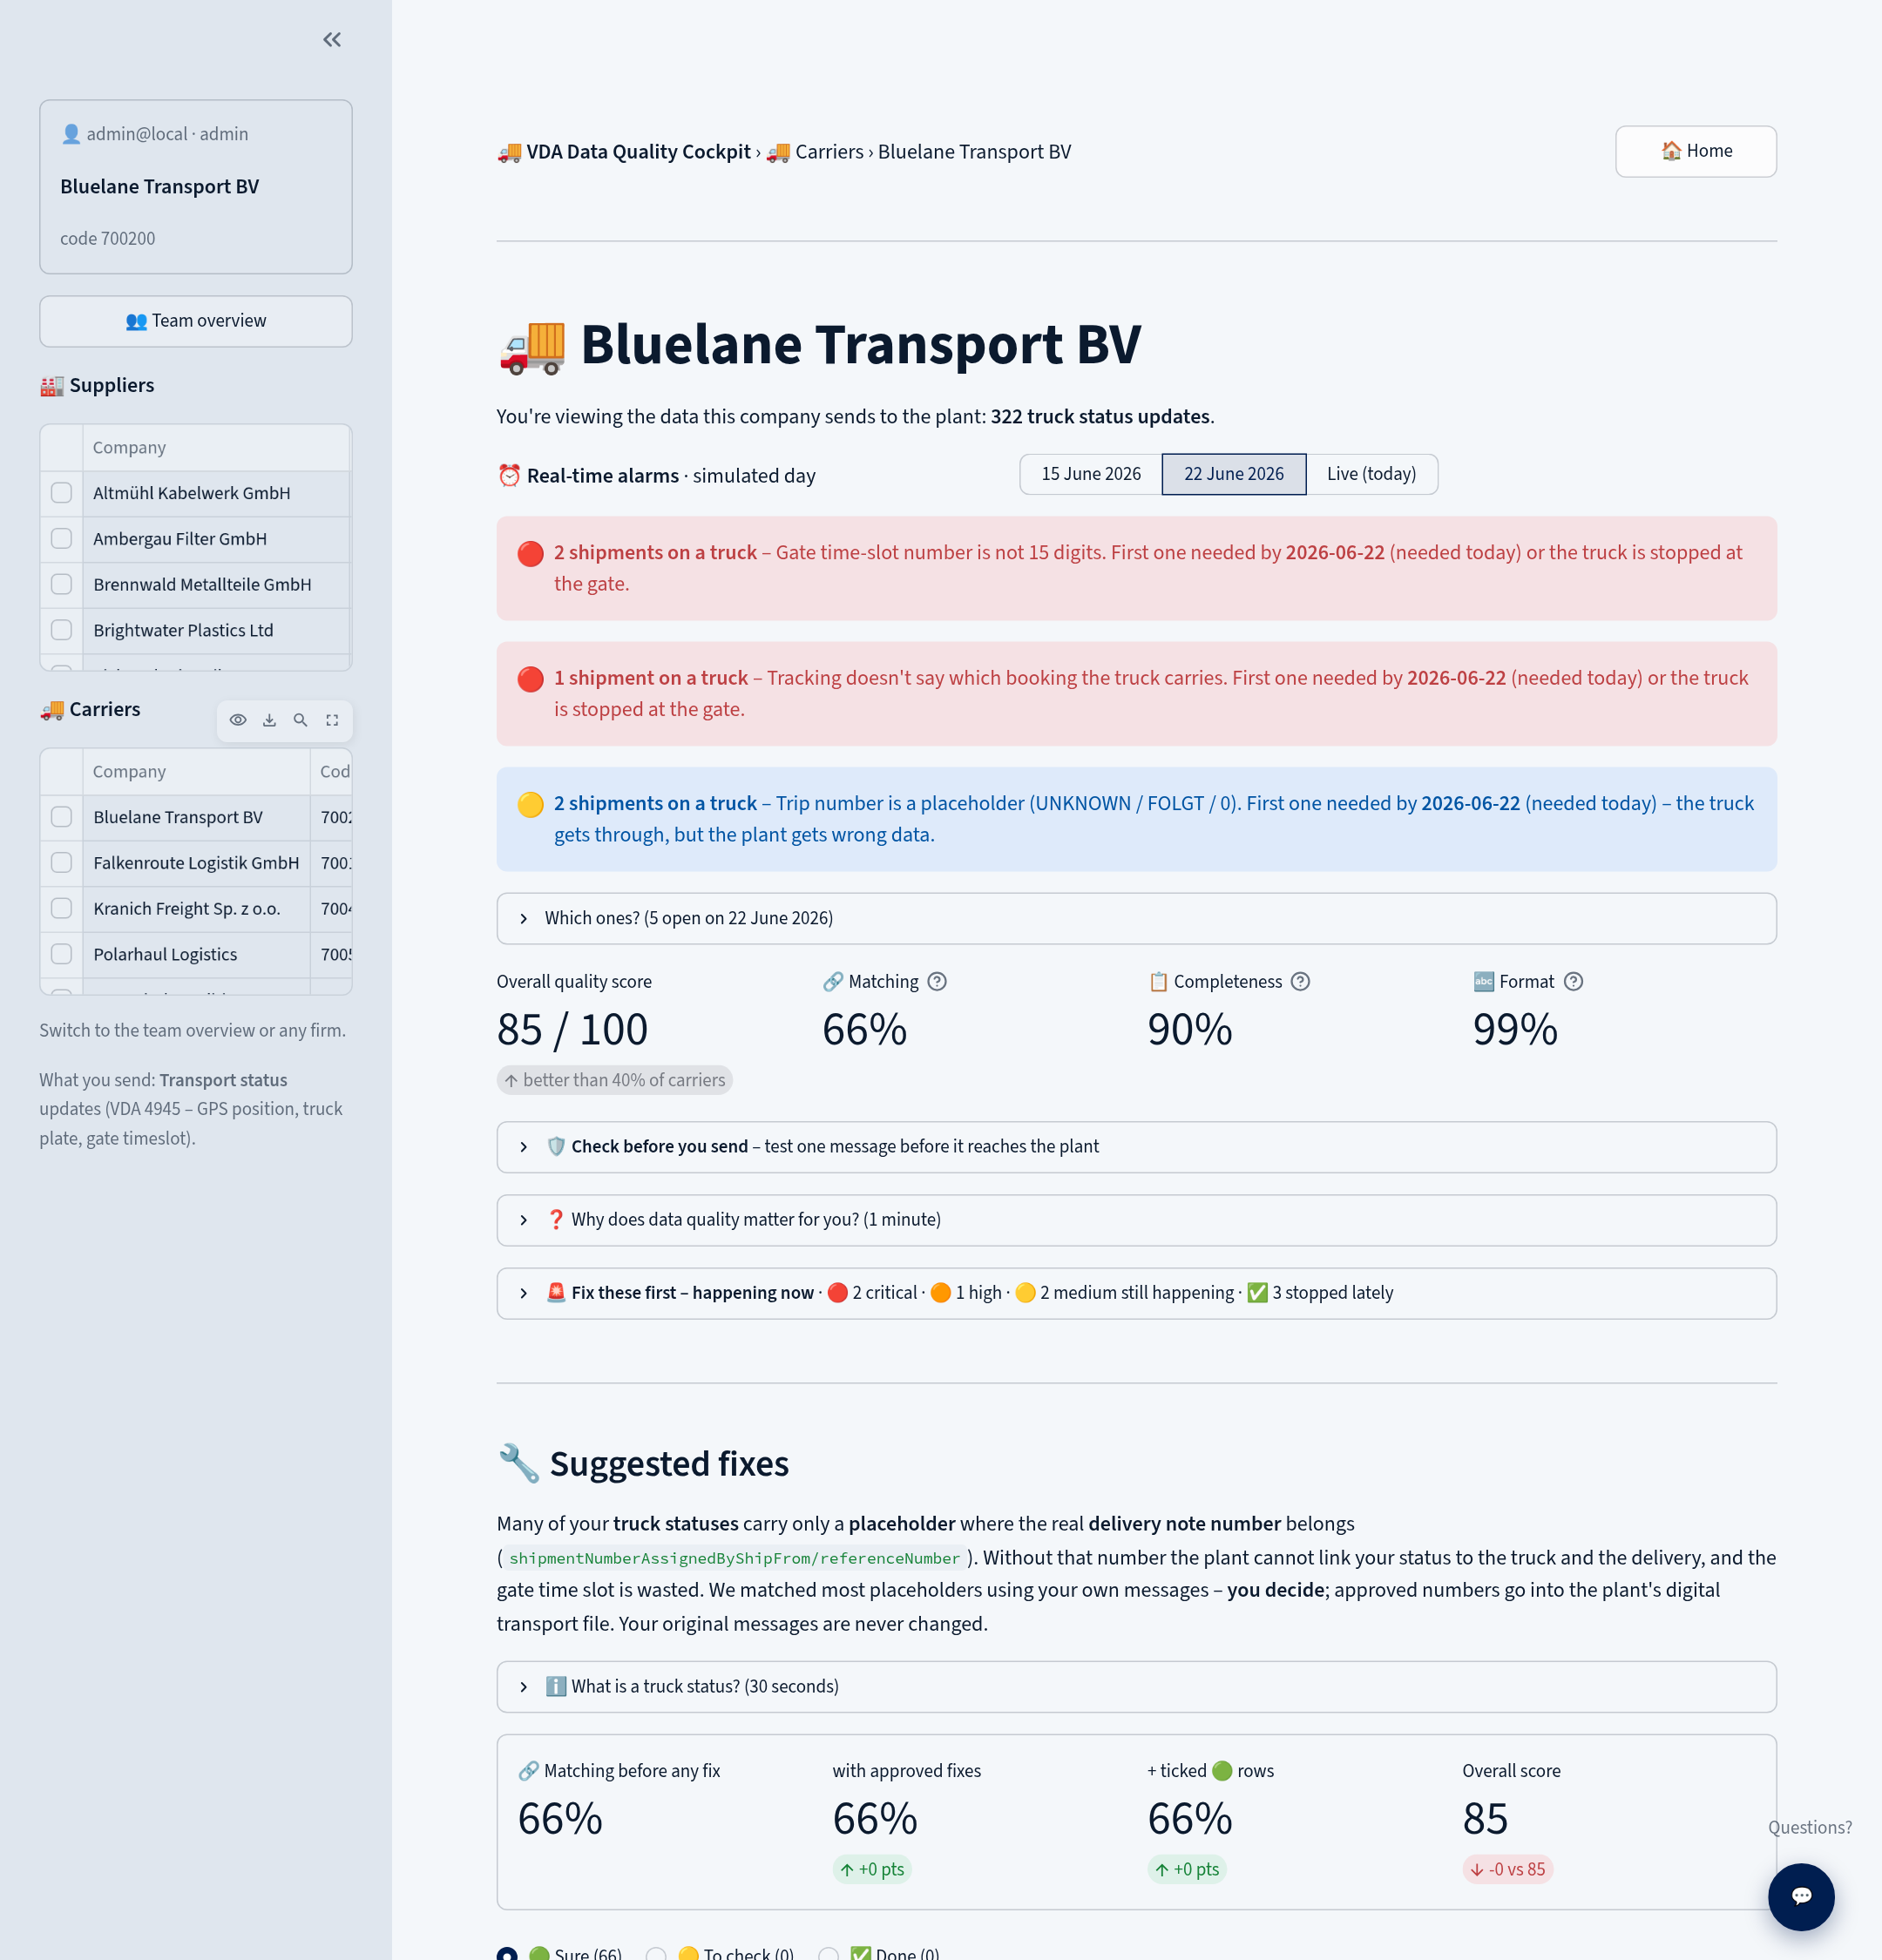 admin@local · admin
Bluelane Transport BV
code 700200
Team overview
Suppliers
Company
Altmühl Kabelwerk GmbH
Ambergau Filter GmbH
Brennwald Metallteile GmbH
Brightwater Plastics Ltd
Carriers
Company Cod
Bluelane Transport BV 7002
Falkenroute Logistik GmbH 7001
Kranich Freight Sp. z o.o. 7004
Polarhaul Logistics 7005
Switch to the team overview or any firm.
What you send: Transport status
updates (VDA 4945 – GPS position, truck
plate, gate timeslot).
VDA Data Quality Cockpit › Carriers › Bluelane Transport BV
Home
Bluelane Transport BV
You're viewing the data this company sends to the plant: 322 truck status updates.
Real-time alarms · simulated day
15 June 2026 22 June 2026 Live (today)
2 shipments on a truck – Gate time-slot number is not 15 digits. First one needed by 2026-06-22 (needed today) or the truck is stopped at
the gate.
1 shipment on a truck – Tracking doesn't say which booking the truck carries. First one needed by 2026-06-22 (needed today) or the truck
is stopped at the gate.
2 shipments on a truck – Trip number is a placeholder (UNKNOWN / FOLGT / 0). First one needed by 2026-06-22 (needed today) – the truck
gets through, but the plant gets wrong data.
Which ones? (5 open on 22 June 2026)
Overall quality score Matching Completeness Format
85 / 100 66% 90% 99%
↑ better than 40% of carriers
Check before you send – test one message before it reaches the plant
Why does data quality matter for you? (1 minute)
Fix these first – happening now · 2 critical · 1 high · 2 medium still happening · 3 stopped lately
Suggested fixes
Many of your truck statuses carry only a placeholder where the real delivery note number belongs
( shipmentNumberAssignedByShipFrom/referenceNumber ). Without that number the plant cannot link your status to the truck and the delivery, and the
gate time slot is wasted. We matched most placeholders using your own messages – you decide; approved numbers go into the plant's digital
transport file. Your original messages are never changed.
What is a truck status? (30 seconds)
Matching before any fix with approved fixes + ticked rows Overall score
66% 66% 66% 85
↑ +0 pts ↑ +0 pts ↓ -0 vs 85
Questions?
Sure (66) To check (0) Done (0)